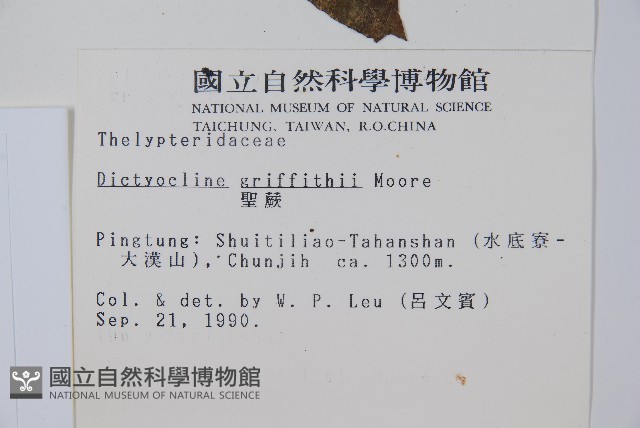 國立自然科學博物館
NATIONAL MUSEUM OF NATURAL SCIENCE
TAICHUNG, TAIWAN, R.O.CHINA
Thelypteridaceae
Dictyocline griffithii Moore
聖蕨
Pingtung: Shuitiliao-Tahanshan (水底寮-
大漢山), Chunjih ca. 1300m.
Col. & det. by W. P. Leu (呂文賓)
Sep. 21, 1990.
國立自然科學博物館
NATIONAL MUSEUM OF NATURAL SCIENCE